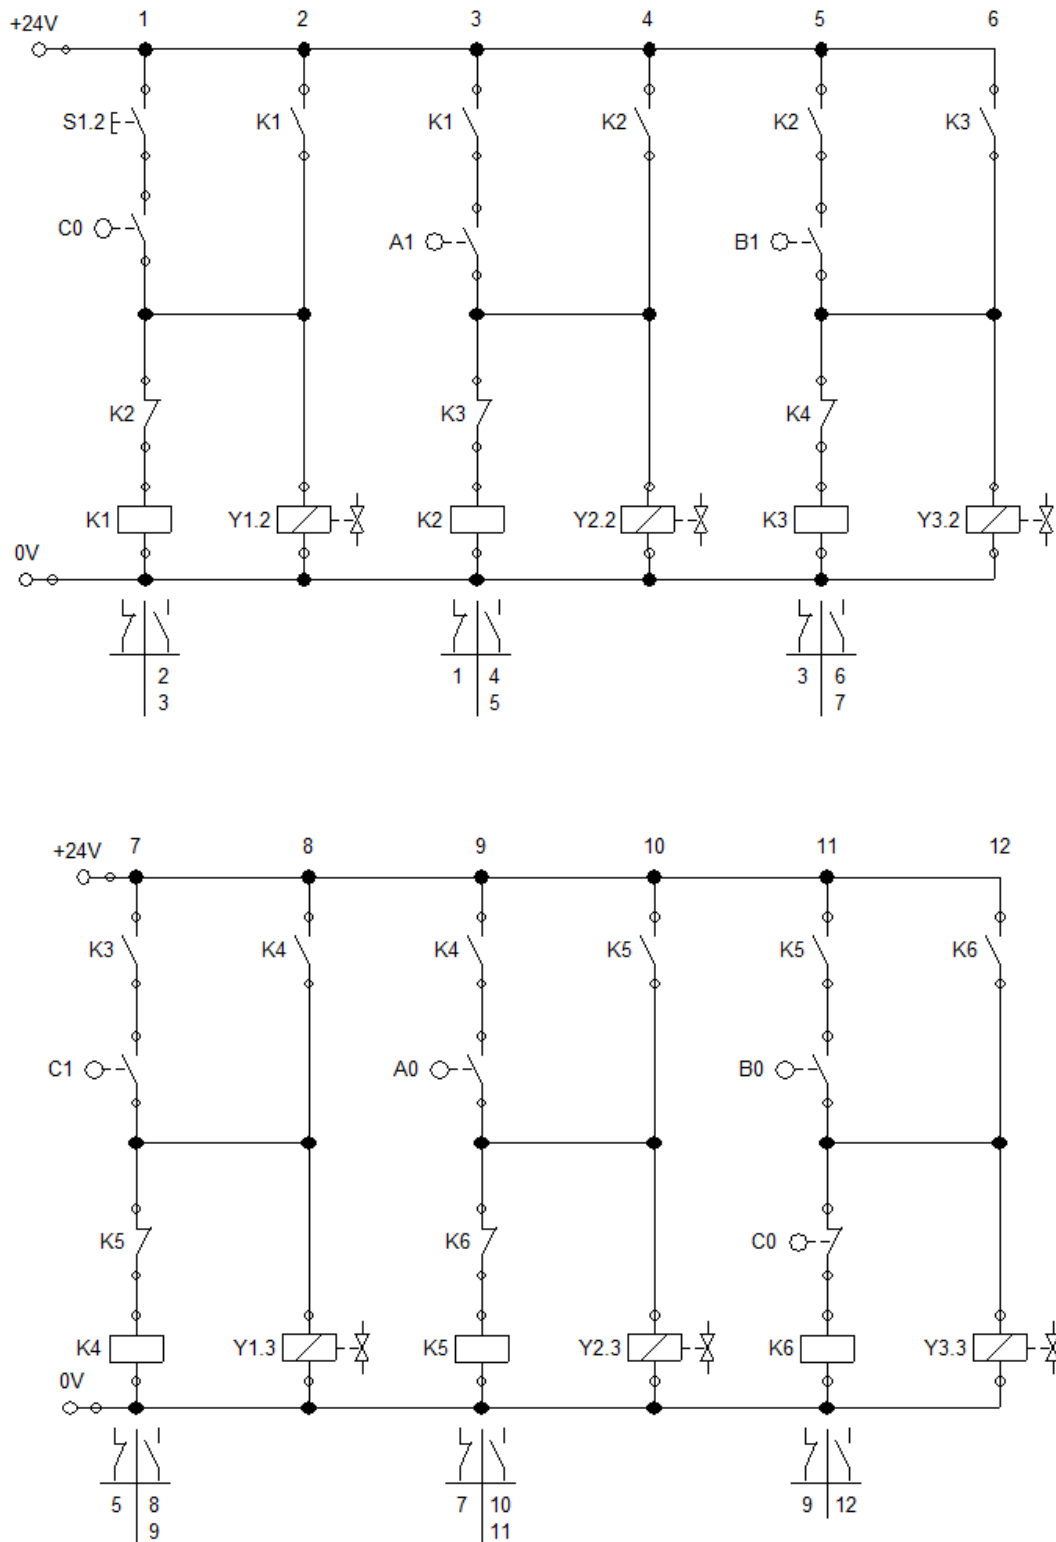 1 2 3 4 5 6
+24V
S1.2 K1 K1 K2 K2 K3
C0 A1 B1
K2 K3 K4
K1 Y1.2 K2 Y2.2 K3 Y3.2
0V
2 1 4 3 6
3 5 7
7 8 9 10 11 12
+24V
K3 K4 K4 K5 K5 K6
C1 A0 B0
K5 K6 C0
K4 Y1.3 K5 Y2.3 K6 Y3.3
0V
5 8 7 10 9 12
9 11